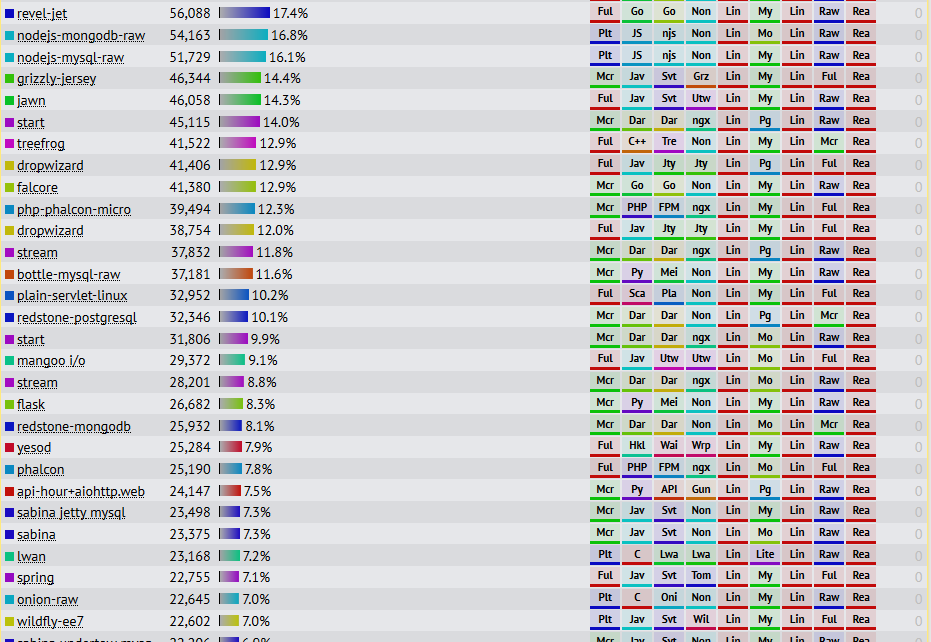 revel-jet 56,088 17.4% Ful Go Go Non Lin My Lin Raw Rea 0
nodejs-mongodb-raw 54,163 16.8% Plt JS njs Non Lin Mo Lin Raw Rea 0
nodejs-mysql-raw 51,729 16.1% Plt JS njs Non Lin My Lin Raw Rea 0
grizzly-jersey 46,344 14.4% Mcr Jav Svt Grz Lin My Lin Ful Rea 0
jawn 46,058 14.3% Ful Jav Svt Utw Lin My Lin Raw Rea 0
start 45,115 14.0% Mcr Dar Dar ngx Lin Pg Lin Raw Rea 0
treefrog 41,522 12.9% Ful C++ Tre Non Lin My Lin Mcr Rea 0
dropwizard 41,406 12.9% Ful Jav Jty Jty Lin Pg Lin Ful Rea 0
falcore 41,380 12.9% Mcr Go Go Non Lin My Lin Raw Rea 0
php-phalcon-micro 39,494 12.3% Mcr PHP FPM ngx Lin My Lin Ful Rea 0
dropwizard 38,754 12.0% Ful Jav Jty Jty Lin My Lin Ful Rea 0
stream 37,832 11.8% Mcr Dar Dar ngx Lin Pg Lin Raw Rea 0
bottle-mysql-raw 37,181 11.6% Mcr Py Mei Non Lin My Lin Raw Rea 0
plain-servlet-linux 32,952 10.2% Ful Sca Pla Non Lin My Lin Ful Rea 0
redstone-postgresql 32,346 10.1% Mcr Dar Dar Non Lin Pg Lin Mcr Rea 0
start 31,806 9.9% Mcr Dar Dar ngx Lin Mo Lin Raw Rea 0
mangoo i/o 29,372 9.1% Ful Jav Utw Utw Lin Mo Lin Ful Rea 0
stream 28,201 8.8% Mcr Dar Dar ngx Lin Mo Lin Raw Rea 0
flask 26,682 8.3% Mcr Py Mei Non Lin My Lin Raw Rea 0
redstone-mongodb 25,932 8.1% Mcr Dar Dar Non Lin Mo Lin Mcr Rea 0
yesod 25,284 7.9% Ful Hkl Wai Wrp Lin My Lin Raw Rea 0
phalcon 25,190 7.8% Ful PHP FPM ngx Lin Mo Lin Ful Rea 0
api-hour+aiohttp.web 24,147 7.5% Mcr Py API Gun Lin Pg Lin Raw Rea 0
sabina jetty mysql 23,498 7.3% Mcr Jav Svt Non Lin My Lin Raw Rea 0
sabina 23,375 7.3% Mcr Jav Svt Non Lin Mo Lin Raw Rea 0
lwan 23,168 7.2% Plt C Lwa Lwa Lin Lite Lin Raw Rea 0
spring 22,755 7.1% Ful Jav Svt Tom Lin My Lin Ful Rea 0
onion-raw 22,645 7.0% Plt C Oni Non Lin My Lin Raw Rea 0
wildfly-ee7 22,602 7.0% Plt Jav Svt Wil Lin My Lin Ful Rea 0
Mcr Jav Svt Non Lin My Lin Raw Rea